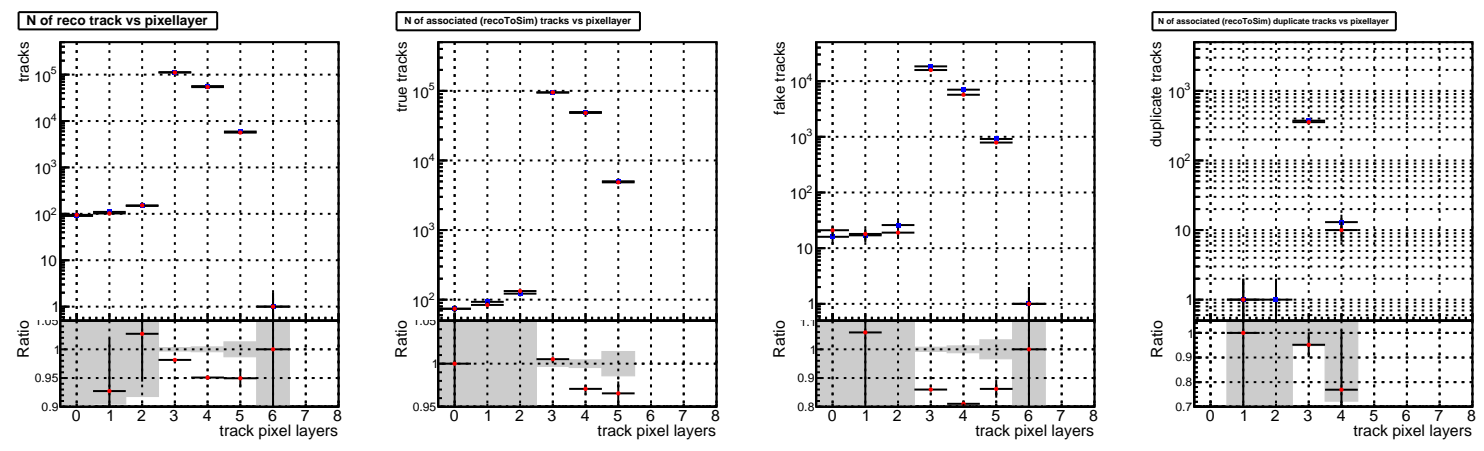 N of reco track vs pixellayer
tracks
10^5
10^4
10^3
10^2
10
1
Ratio
1.05
1
0.95
0.9
0 1 2 3 4 5 6 7 8
track pixel layers
N of associated (recoToSim) tracks vs pixellayer
true tracks
10^5
10^4
10^3
10^2
Ratio
1.05
1
0.95
0 1 2 3 4 5 6 7 8
track pixel layers
fake tracks
10^4
10^3
10^2
10
1
Ratio
1.1
1
0.9
0.8
0 1 2 3 4 5 6 7 8
track pixel layers
N of associated (recoToSim) duplicate tracks vs pixellayer
duplicate tracks
10^3
10^2
10
1
Ratio
1
0.9
0.8
0.7
0 1 2 3 4 5 6 7 8
track pixel layers